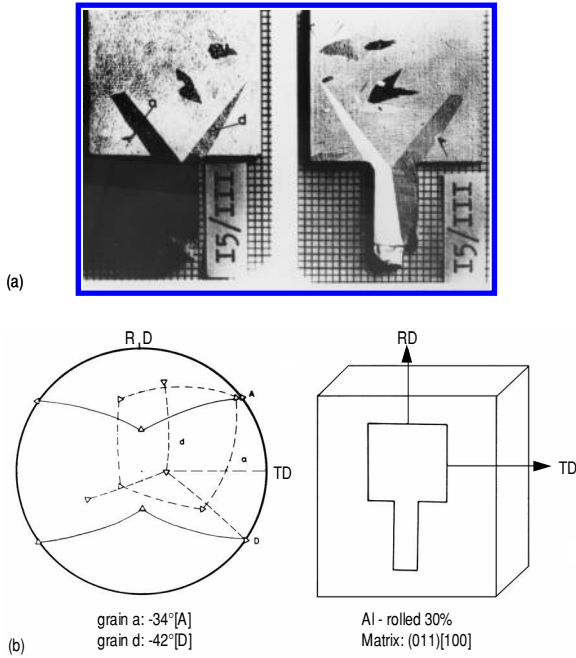 a
d
I5/III
I5/III
(a)
R D
A
d
a
TD
D
RD
TD
grain a: -34°[A]
grain d: -42°[D]
Al - rolled 30%
Matrix: (011)[100]
(b)